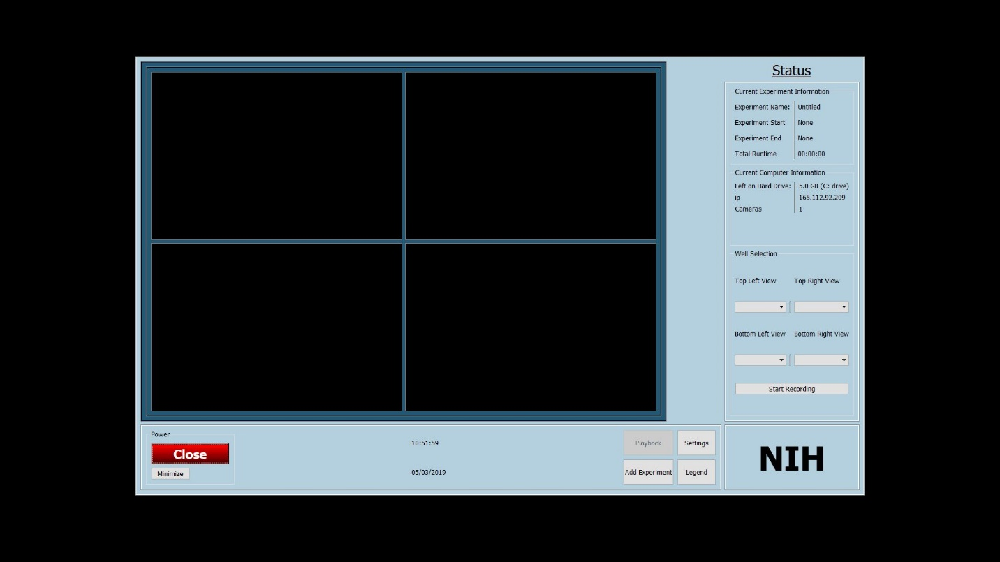 Status
Current Experiment Information
Experiment Name: Untitled
Experiment Start None
Experiment End None
Total Runtime 00:00:00
Current Computer Information
Left on Hard Drive: 5.0 GB (C: drive)
ip 165.112.92.209
Cameras 1
Well Selection
Top Left View Top Right View
Bottom Left View Bottom Right View
Start Recording
Power
Close
Minimize
10:51:59
05/03/2019
Playback Settings
Add Experiment Legend
NIH